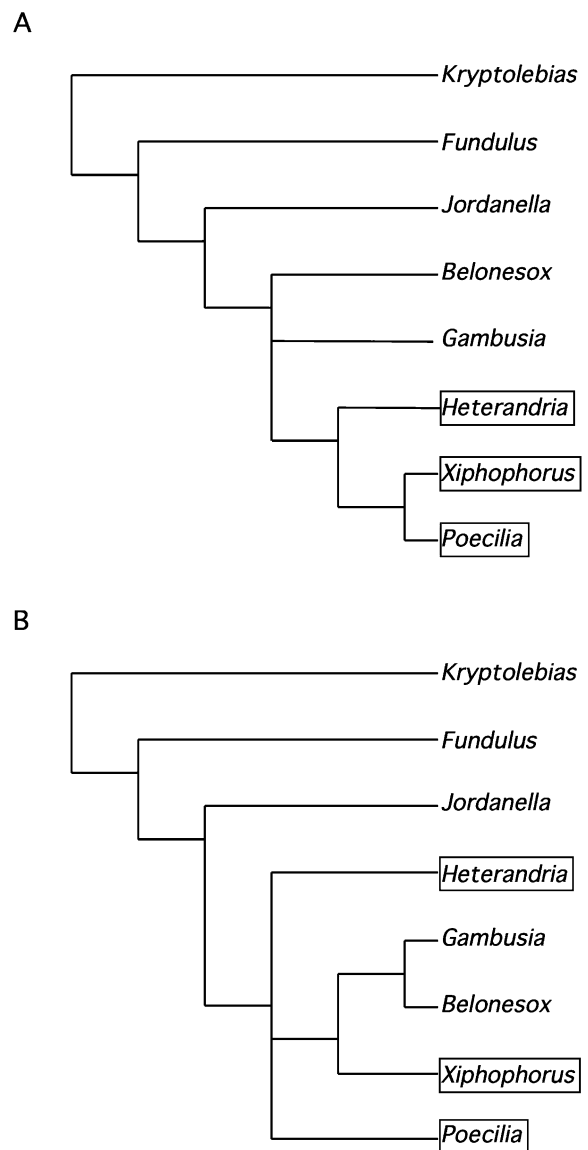 A
Kryptolebias
Fundulus
Jordanella
Belonesox
Gambusia
Heterandria
Xiphophorus
Poecilia
B
Kryptolebias
Fundulus
Jordanella
Heterandria
Gambusia
Belonesox
Xiphophorus
Poecilia